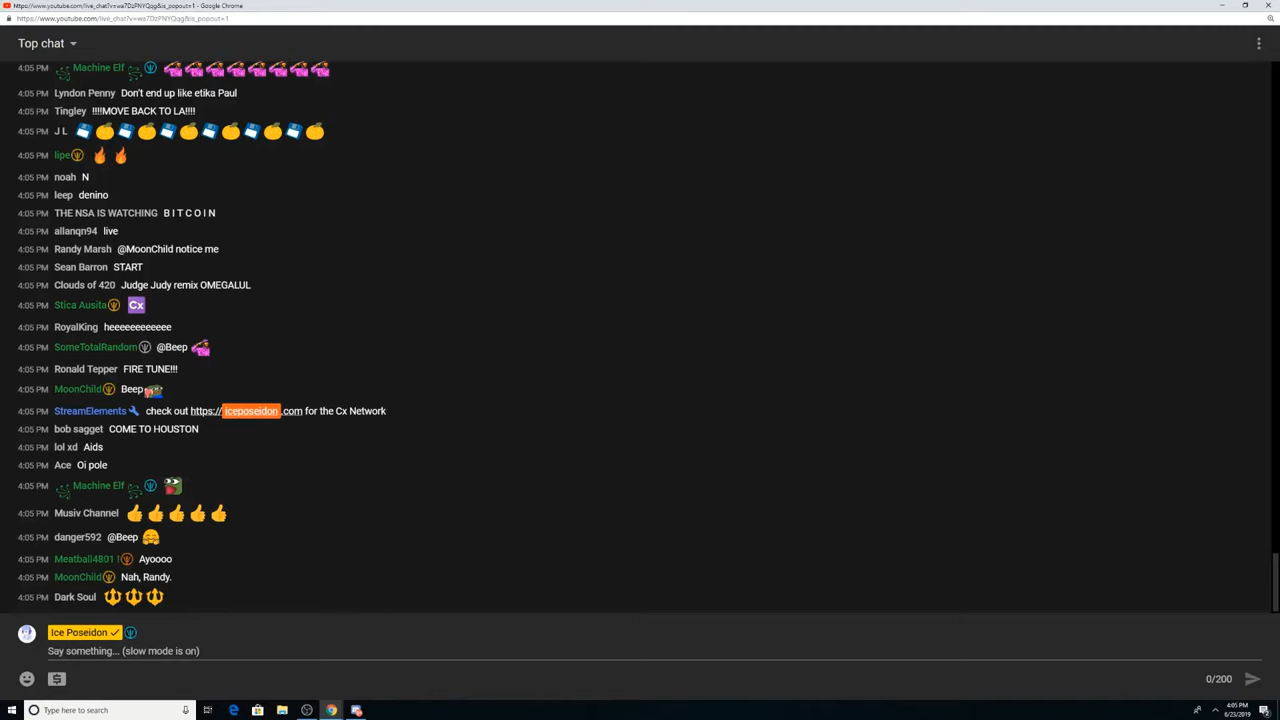 https://www.youtube.com/live_chat?v=wa7DzPNYQqg&is_popout=1 - Google Chrome
https://www.youtube.com/live_chat?v=wa7DzPNYQqg&is_popout=1
Top chat
4:05 PM Machine Elf
4:05 PM Lyndon Penny Don't end up like etika Paul
4:05 PM Tingley !!!!MOVE BACK TO LA!!!!
4:05 PM J L
4:05 PM lipe
4:05 PM noah N
4:05 PM leep denino
4:05 PM THE NSA IS WATCHING B I T C O I N
4:05 PM allanqn94 live
4:05 PM Randy Marsh @MoonChild notice me
4:05 PM Sean Barron START
4:05 PM Clouds of 420 Judge Judy remix OMEGALUL
4:05 PM Stica Ausita Cx
4:05 PM RoyalKing heeeeeeeeeeee
4:05 PM SomeTotalRandom @Beep
4:05 PM Ronald Tepper FIRE TUNE!!!
4:05 PM MoonChild Beep
4:05 PM StreamElements check out https://iceposeidon.com for the Cx Network
4:05 PM bob sagget COME TO HOUSTON
4:05 PM lol xd Aids
4:05 PM Ace Oi pole
4:05 PM Machine Elf
4:05 PM Musiv Channel
4:05 PM danger592 @Beep
4:05 PM Meatball4801 ! Ayoooo
4:05 PM MoonChild Nah, Randy.
4:05 PM Dark Soul
Ice Poseidon
Say something... (slow mode is on)
0/200
Type here to search
4:05 PM
6/23/2019